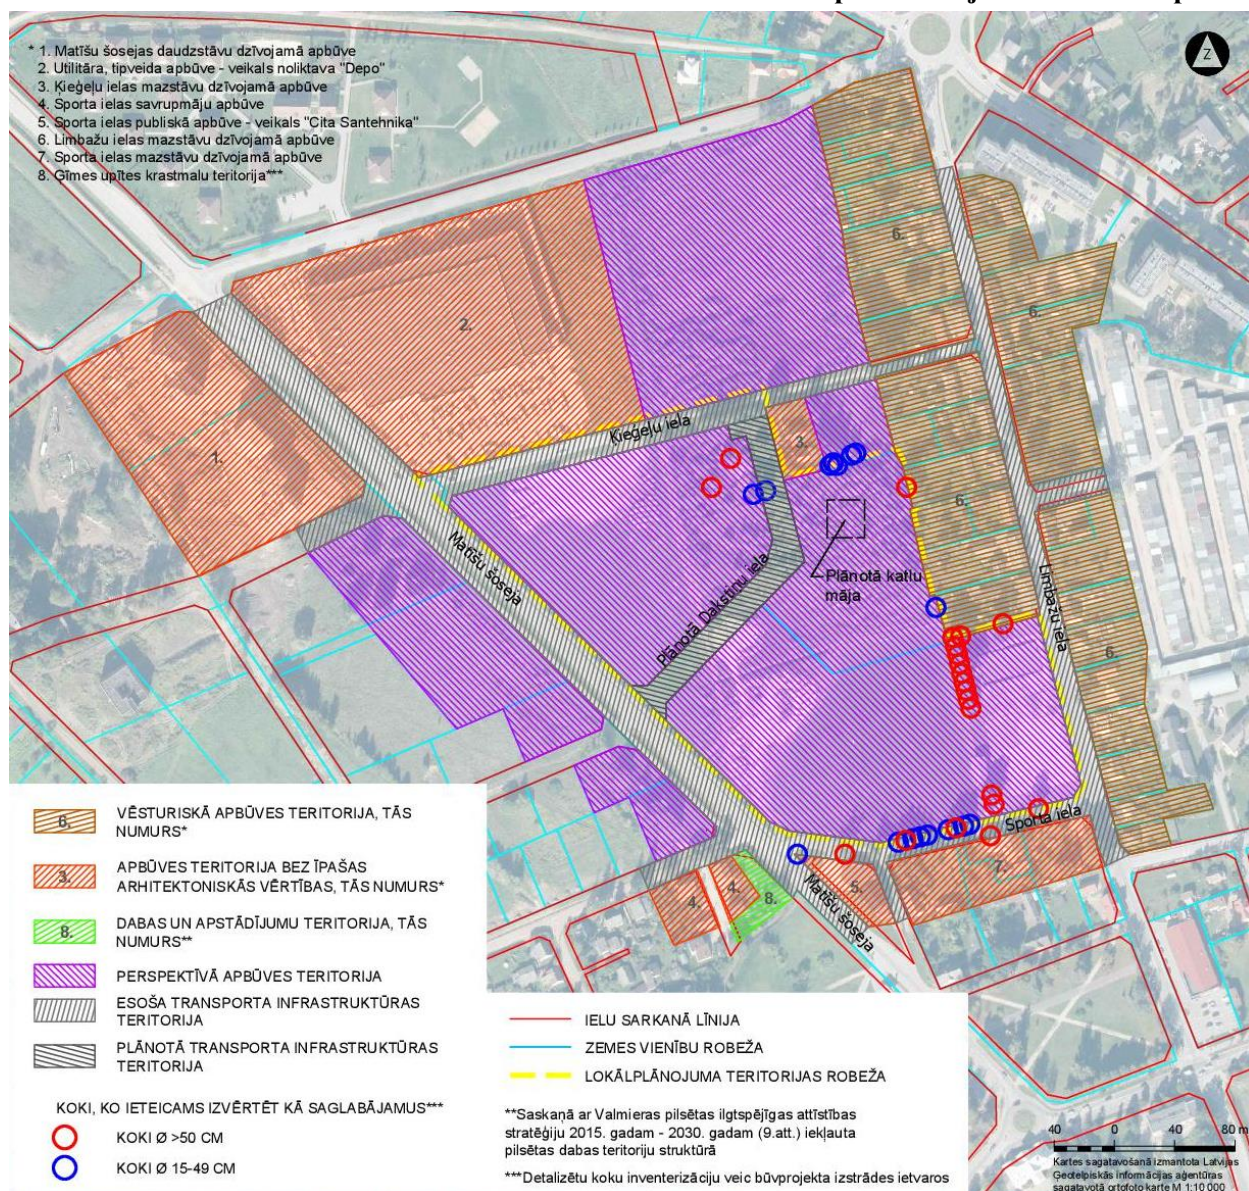 * 1. Matīšu šosejas daudzstāvu dzīvojamā apbūve
2. Utilitāra, tipveida apbūve - veikals noliktava "Depo"
3. Ķieģeļu ielas mazstāvu dzīvojamā apbūve
4. Sporta ielas savrupmāju apbūve
5. Sporta ielas publiskā apbūve - veikals "Cita Santehnika"
6. Limbažu ielas mazstāvu dzīvojamā apbūve
7. Sporta ielas mazstāvu dzīvojamā apbūve
8. Ģīmes upītes krastmalu teritorija***
Z
6.
6.
2.
1.
Ķieģeļu iela
3.
6.
Matīšu šoseja
Plānotā Dakstiņu iela
Plānotā katlu
māja
Limbažu iela
6.
Sporta iela
7.
5.
4.
4.
8.
Matīšu šoseja
6.
VĒSTURISKĀ APBŪVES TERITORIJA, TĀS
NUMURS*
3.
APBŪVES TERITORIJA BEZ ĪPAŠAS
ARHITEKTONISKĀS VĒRTĪBAS, TĀS NUMURS*
8.
DABAS UN APSTĀDĪJUMU TERITORIJA, TĀS
NUMURS**
PERSPEKTĪVĀ APBŪVES TERITORIJA
ESOŠA TRANSPORTA INFRASTRUKTŪRAS
TERITORIJA
PLĀNOTĀ TRANSPORTA INFRASTRUKTŪRAS
TERITORIJA
KOKI, KO IETEICAMS IZVĒRTĒT KĀ SAGLABĀJAMUS***
KOKI Ø >50 CM
KOKI Ø 15-49 CM
IELU SARKANĀ LĪNIJA
ZEMES VIENĪBU ROBEŽA
LOKĀLPLĀNOJUMA TERITORIJAS ROBEŽA
**Saskaņā ar Valmieras pilsētas ilgtspējīgas attīstības
stratēģiju 2015. gadam - 2030. gadam (9.att.) iekļauta
pilsētas dabas teritoriju struktūrā
***Detalizētu koku inventerizāciju veic būvprojekta izstrādes ietvaros
40 0 40 80 m
Kartes sagatavošanā izmantota Latvijas
Ģeotelpiskās informācijas aģentūras
sagatavotā ortofoto karte M 1:10 000